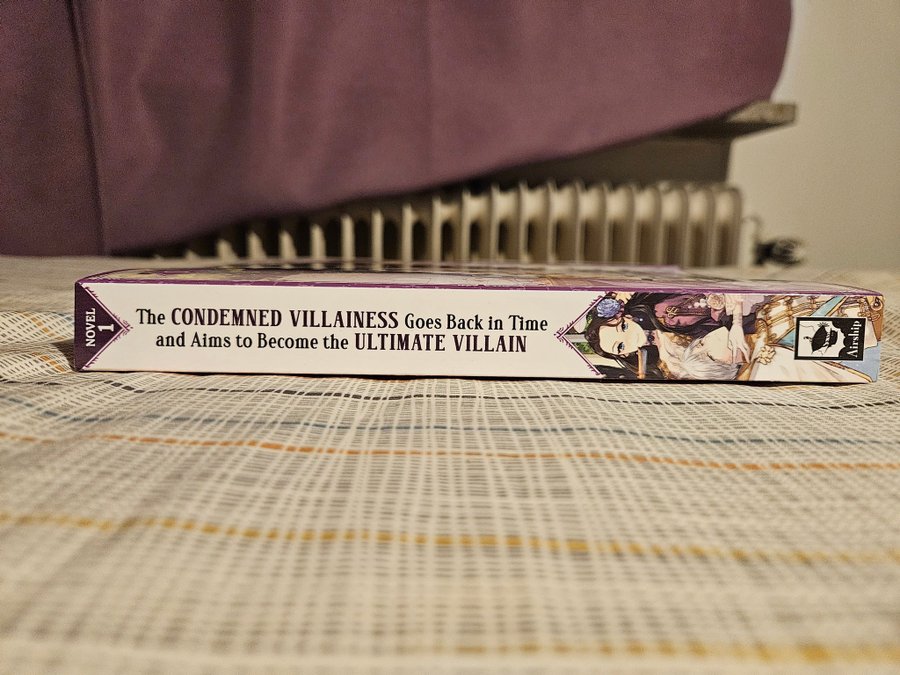 NOVEL
1
The CONDEMNED VILLAINESS Goes Back in Time
and Aims to Become the ULTIMATE VILLAIN
Airship